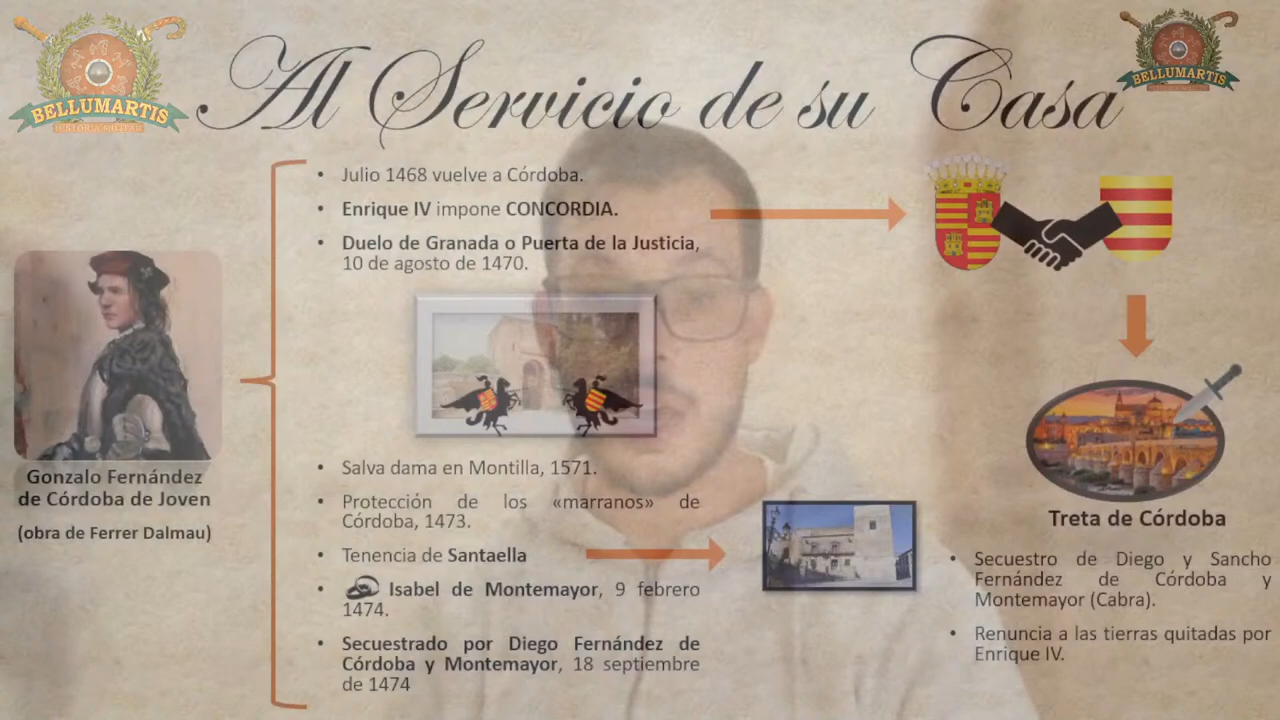 BELLUMARTIS
HISTORIA MILITAR
Al Servicio de su Casa
BELLUMARTIS
• Julio 1468 vuelve a Córdoba.
• Enrique IV impone CONCORDIA.
• Duelo de Granada o Puerta de la Justicia,
10 de agosto de 1470.
Gonzalo Fernández
de Córdoba de Joven
(obra de Ferrer Dalmau)
• Salva dama en Montilla, 1571.
• Protección de los «marranos» de
Córdoba, 1473.
• Tenencia de Santaella
• Isabel de Montemayor, 9 febrero
1474.
• Secuestrado por Diego Fernández de
Córdoba y Montemayor, 18 septiembre
de 1474
Treta de Córdoba
• Secuestro de Diego y Sancho
Fernández de Córdoba y
Montemayor (Cabra).
• Renuncia a las tierras quitadas por
Enrique IV.